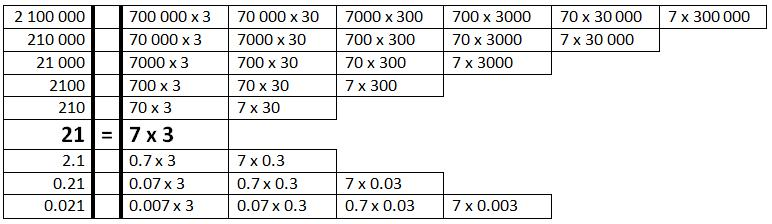 2 100 000 700 000 x 3 70 000 x 30 7000 x 300 700 x 3000 70 x 30 000 7 x 300 000
210 000 70 000 x 3 7000 x 30 700 x 300 70 x 3000 7 x 30 000
21 000 7000 x 3 700 x 30 70 x 300 7 x 3000
2100 700 x 3 70 x 30 7 x 300
210 70 x 3 7 x 30
21 = 7 x 3
2.1 0.7 x 3 7 x 0.3
0.21 0.07 x 3 0.7 x 0.3 7 x 0.03
0.021 0.007 x 3 0.07 x 0.3 0.7 x 0.03 7 x 0.003